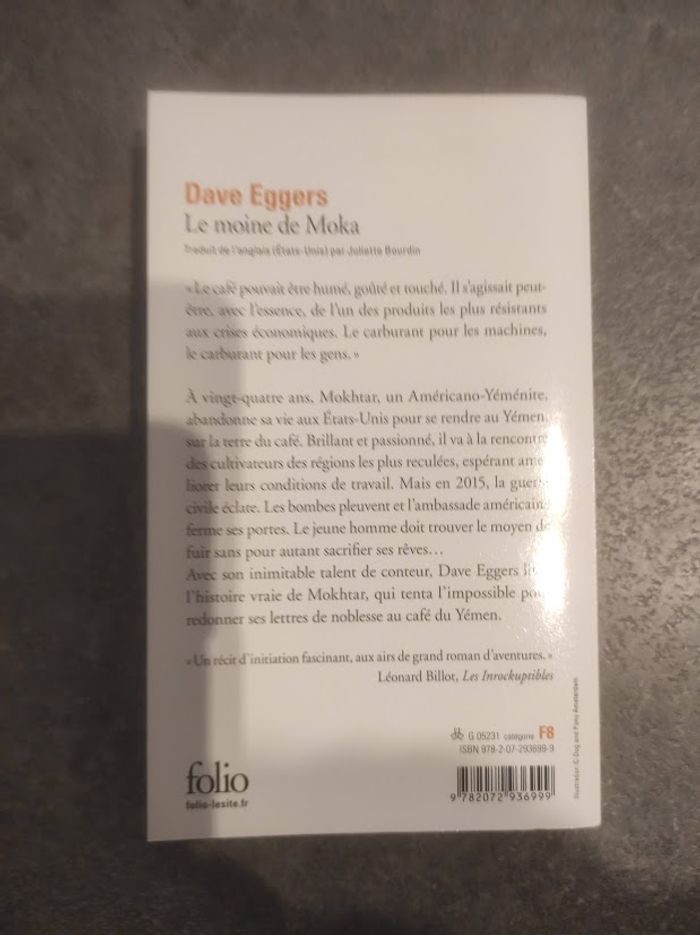 Dave Eggers
Le moine de Moka
Traduit de l'anglais (États-Unis) par Juliette Bourdin
« Le café pouvait être humé, goûté et touché. Il s'agissait peut-
être, avec l'essence, de l'un des produits les plus résistants
aux crises économiques. Le carburant pour les machines,
le carburant pour les gens. »
À vingt-quatre ans, Mokhtar, un Américano-Yéménite,
abandonne sa vie aux États-Unis pour se rendre au Yémen,
sur la terre du café. Brillant et passionné, il va à la rencontre
des cultivateurs des régions les plus reculées, espérant amé-
liorer leurs conditions de travail. Mais en 2015, la guerre
civile éclate. Les bombes pleuvent et l'ambassade américaine
ferme ses portes. Le jeune homme doit trouver le moyen de
fuir sans pour autant sacrifier ses rêves…
Avec son inimitable talent de conteur, Dave Eggers
l'histoire vraie de Mokhtar, qui tenta l'impossible pour
redonner ses lettres de noblesse au café du Yémen.
« Un récit d'initiation fascinant, aux airs de grand roman d'aventures. »
Léonard Billot, Les Inrockuptibles
G 05231 catégorie F8
ISBN 978-2-07-293699-9
folio
folio-lesite.fr
9 782072 936999
Illustration © Dog and Pony Amsterdam